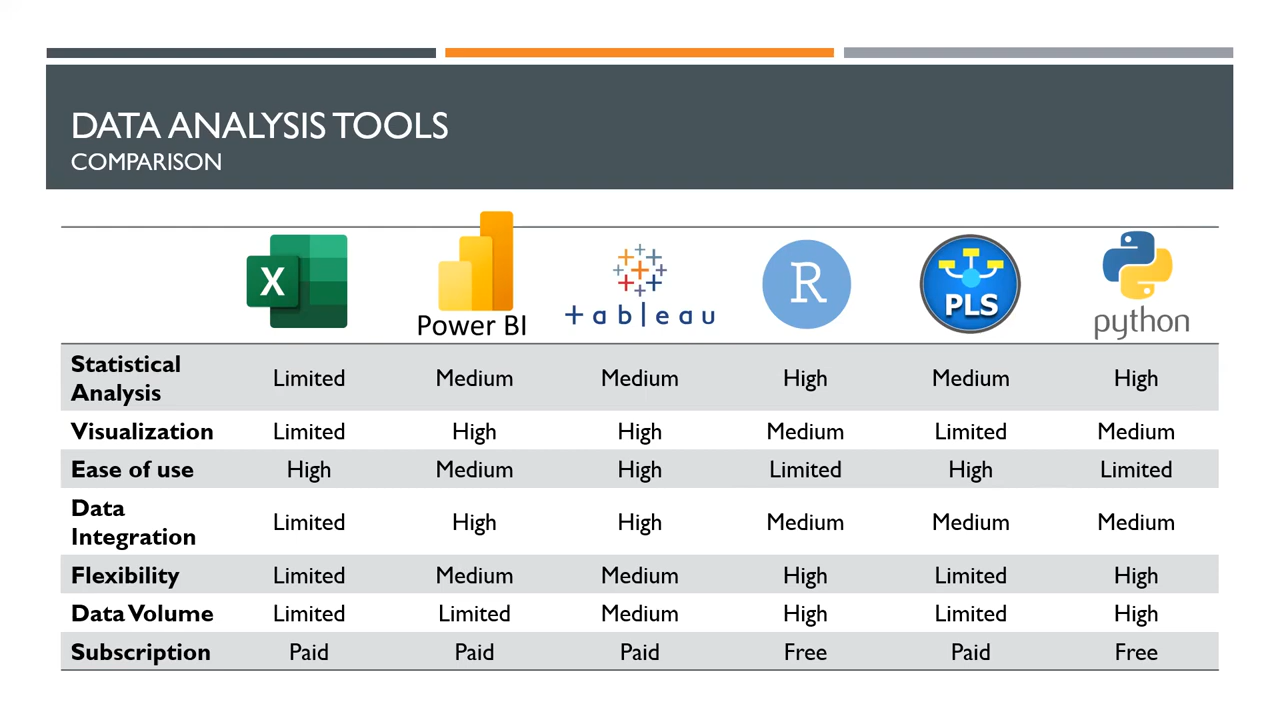 DATA ANALYSIS TOOLS
COMPARISON
X
Power BI
+ableau
R
PLS
python
Statistical
Analysis
Limited Medium Medium High Medium High
Visualization Limited High High Medium Limited Medium
Ease of use High Medium High Limited High Limited
Data
Integration
Limited High High Medium Medium Medium
Flexibility Limited Medium Medium High Limited High
Data Volume Limited Limited Medium High Limited High
Subscription Paid Paid Paid Free Paid Free